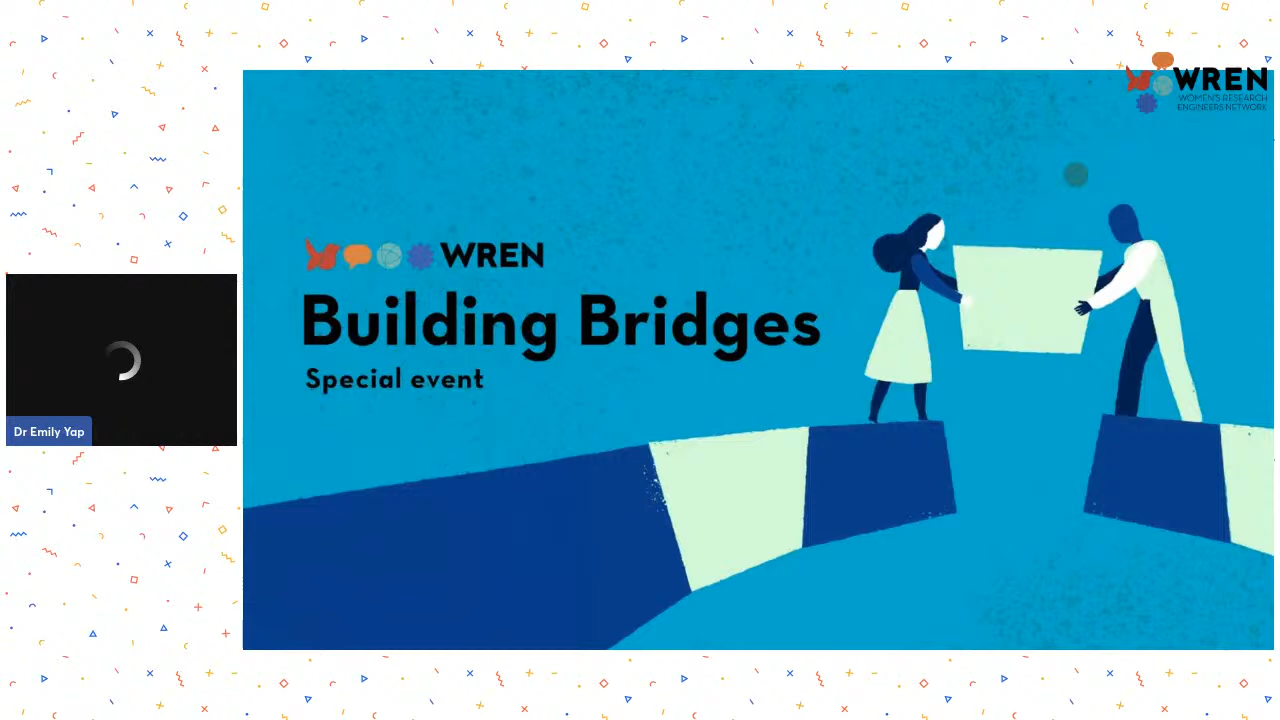 WREN
WOMEN'S RESEARCH
ENGINEERS NETWORK
WREN
Building Bridges
Special event
Dr Emily Yap